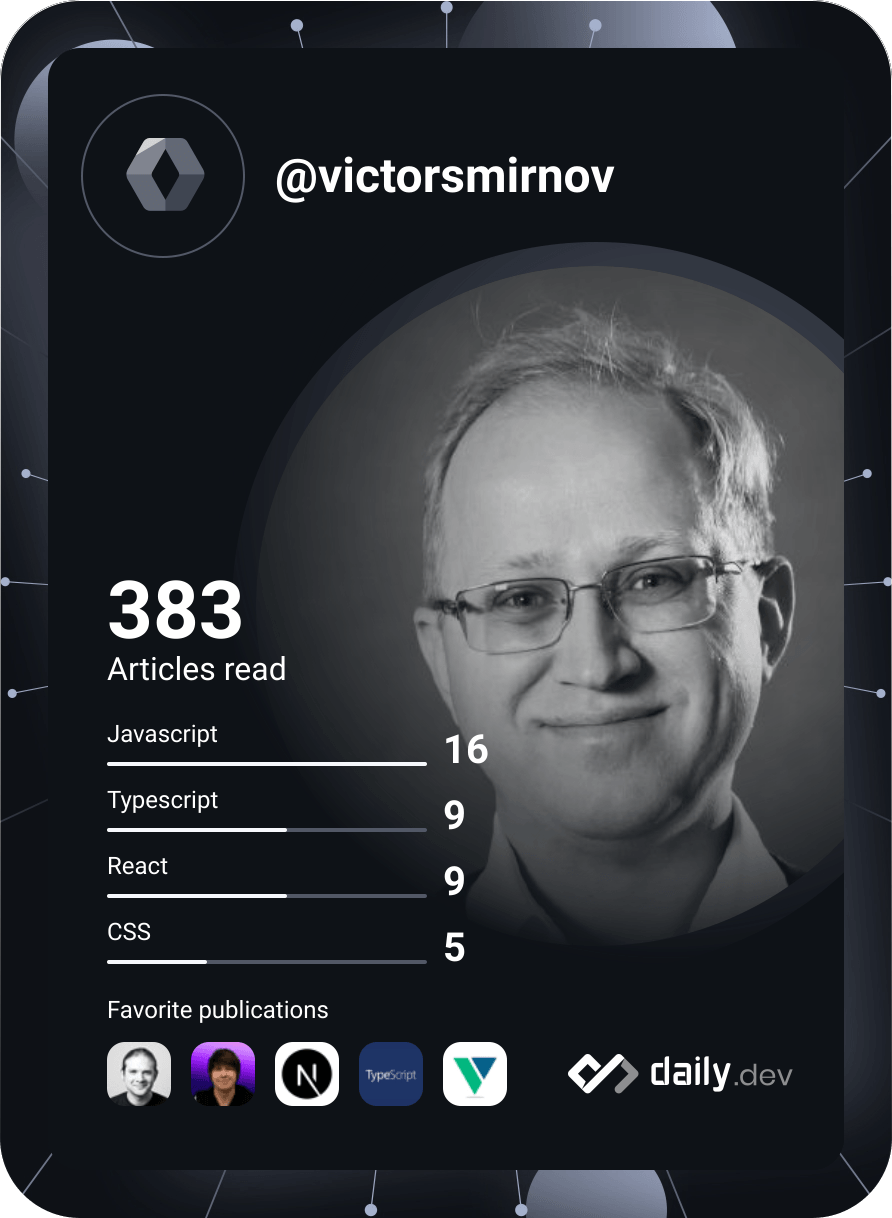 @victorsmirnov
383
Articles read
Javascript
16
Typescript
9
React
9
CSS
5
Favorite publications
N
TypeScript
daily.dev